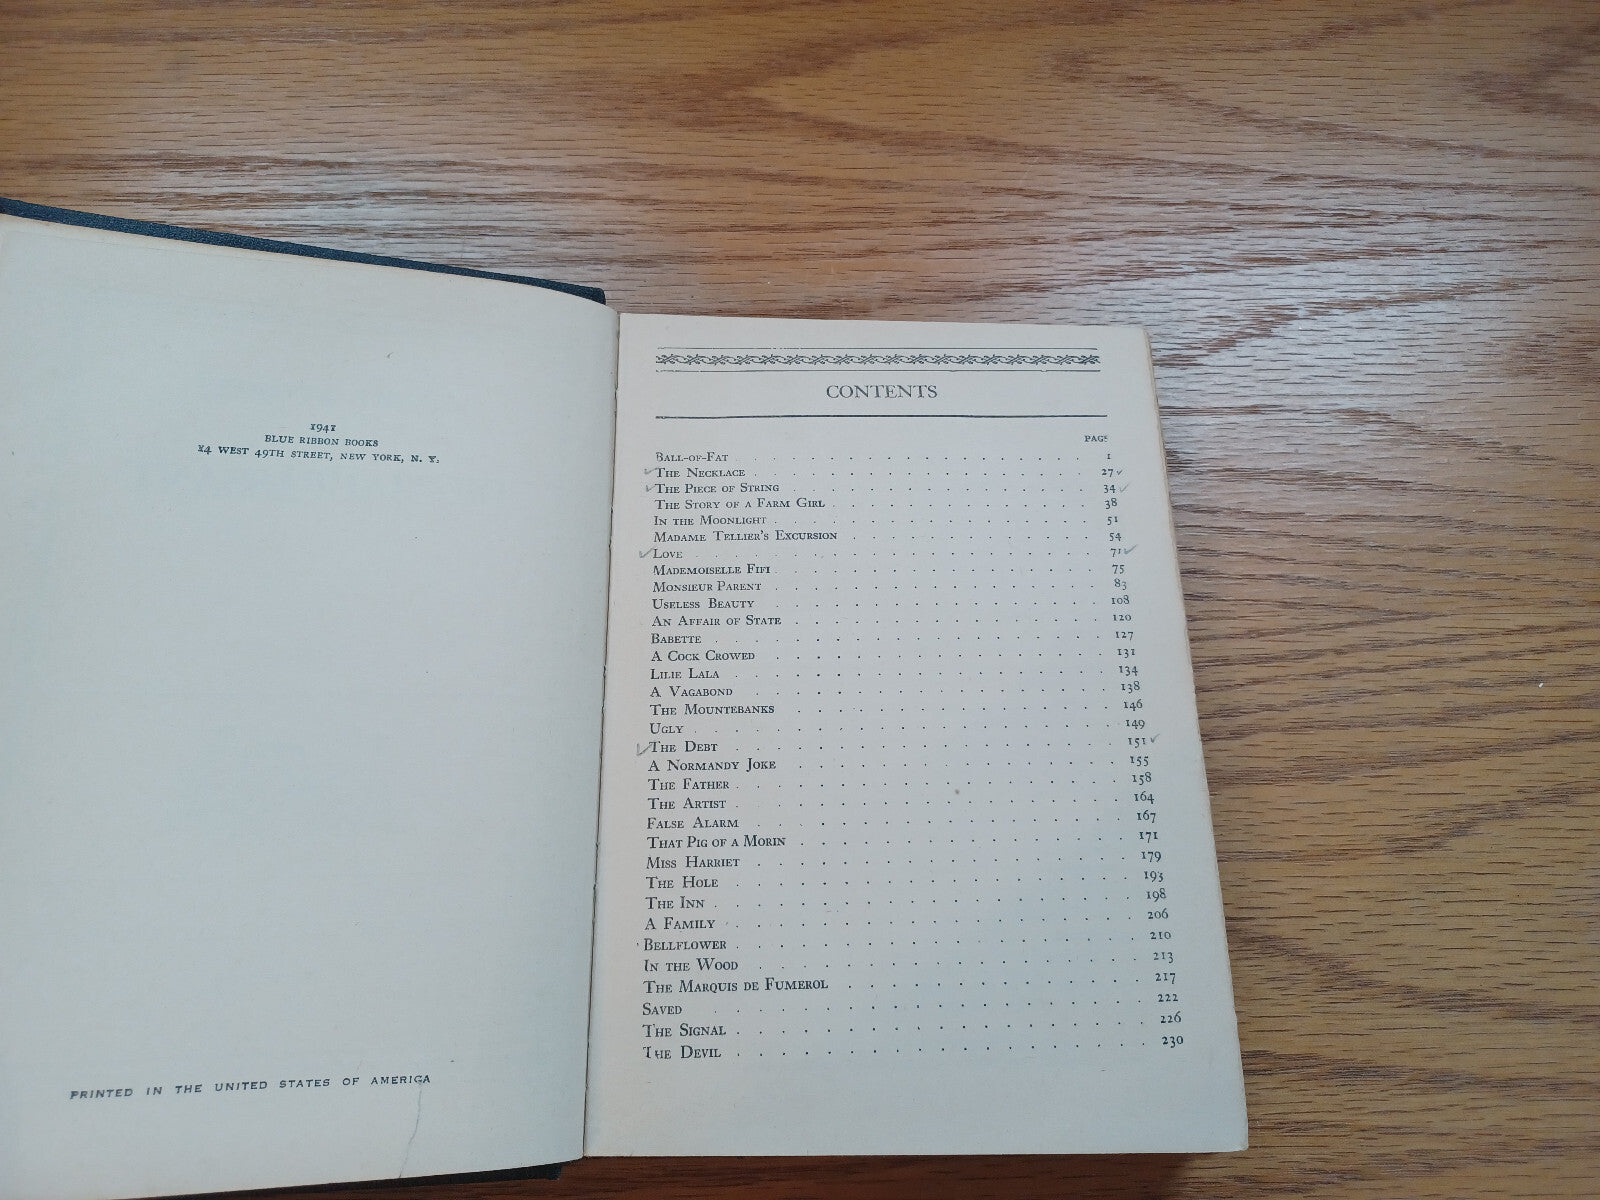 1941
BLUE RIBBON BOOKS
14 WEST 49TH STREET, NEW YORK, N. Y.
PRINTED IN THE UNITED STATES OF AMERICA
CONTENTS
PAGE
BALL-OF-FAT . . . . . . . . . . . . . . . . . 1
THE NECKLACE . . . . . . . . . . . . . . . . 27
THE PIECE OF STRING . . . . . . . . . . . . . . 34
THE STORY OF A FARM GIRL . . . . . . . . . . . . 38
IN THE MOONLIGHT . . . . . . . . . . . . . . . 51
MADAME TELLIER'S EXCURSION . . . . . . . . . . . 54
LOVE . . . . . . . . . . . . . . . . . . . 71
MADEMOISELLE FIFI . . . . . . . . . . . . . . . 75
MONSIEUR PARENT . . . . . . . . . . . . . . . 83
USELESS BEAUTY . . . . . . . . . . . . . . . . 108
AN AFFAIR OF STATE . . . . . . . . . . . . . . 120
BABETTE . . . . . . . . . . . . . . . . . . 127
A COCK CROWED . . . . . . . . . . . . . . . . 131
LILIE LALA . . . . . . . . . . . . . . . . . 134
A VAGABOND . . . . . . . . . . . . . . . . . 138
THE MOUNTEBANKS . . . . . . . . . . . . . . . 146
UGLY . . . . . . . . . . . . . . . . . . . 149
THE DEBT . . . . . . . . . . . . . . . . . . 151
A NORMANDY JOKE . . . . . . . . . . . . . . . 155
THE FATHER . . . . . . . . . . . . . . . . . 158
THE ARTIST . . . . . . . . . . . . . . . . . 164
FALSE ALARM . . . . . . . . . . . . . . . . . 167
THAT PIG OF A MORIN . . . . . . . . . . . . . . 171
MISS HARRIET . . . . . . . . . . . . . . . . 179
THE HOLE . . . . . . . . . . . . . . . . . . 193
THE INN . . . . . . . . . . . . . . . . . . 198
A FAMILY . . . . . . . . . . . . . . . . . . 206
BELLFLOWER . . . . . . . . . . . . . . . . . 210
IN THE WOOD . . . . . . . . . . . . . . . . . 213
THE MARQUIS DE FUMEROL . . . . . . . . . . . . . 217
SAVED . . . . . . . . . . . . . . . . . . . 222
THE SIGNAL . . . . . . . . . . . . . . . . . 226
THE DEVIL . . . . . . . . . . . . . . . . . . 230